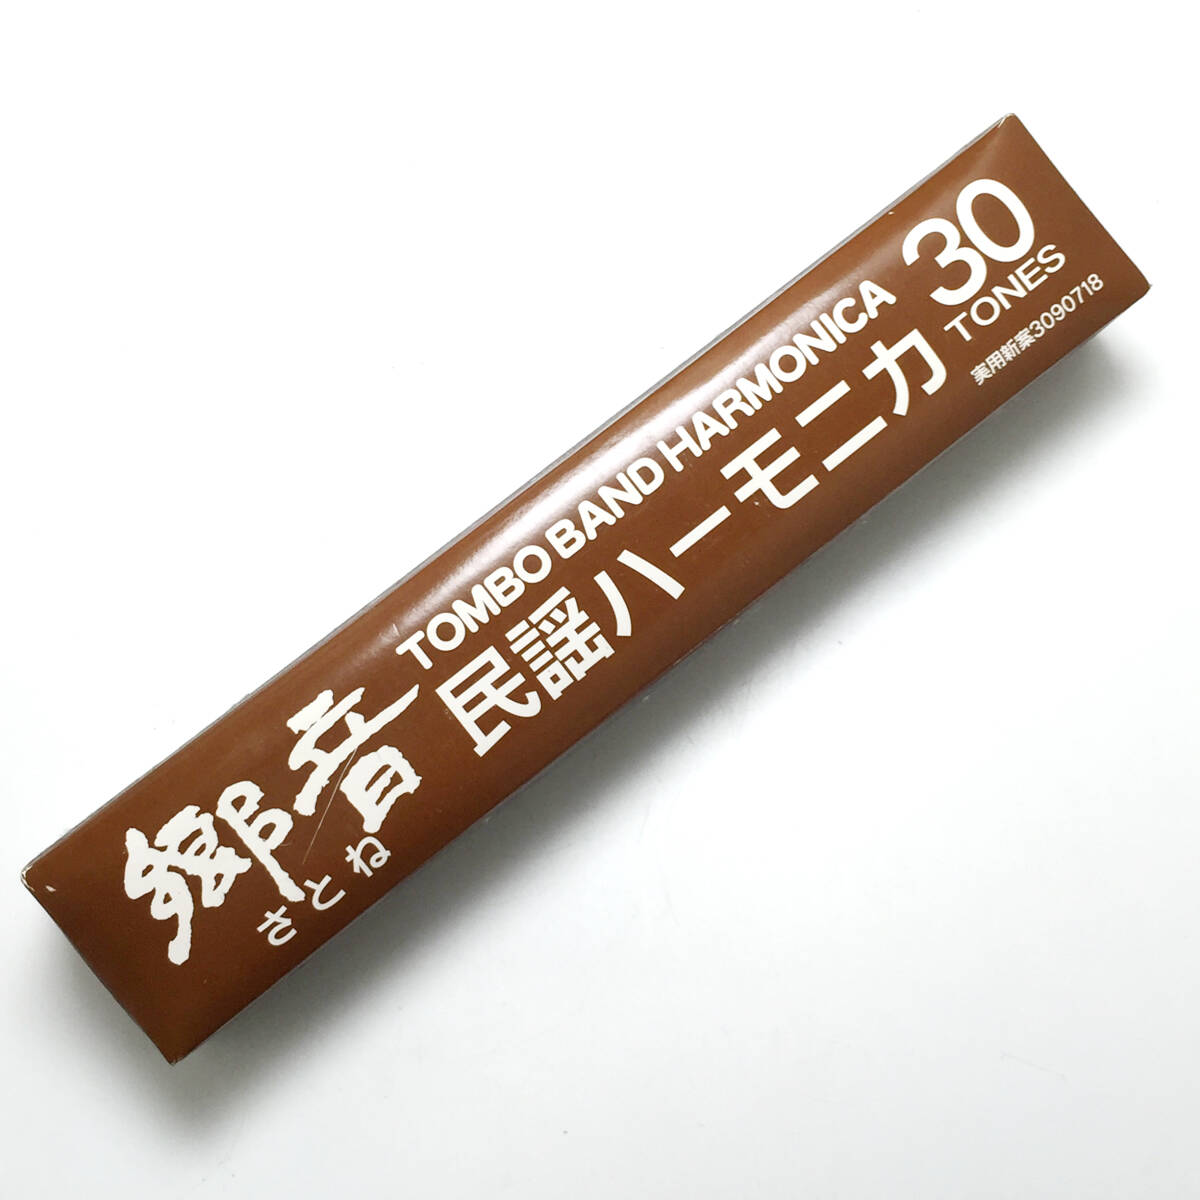 郷音
さとね
TOMBO BAND HARMONICA
民謡ハーモニカ
30
TONES
実用新案3090718